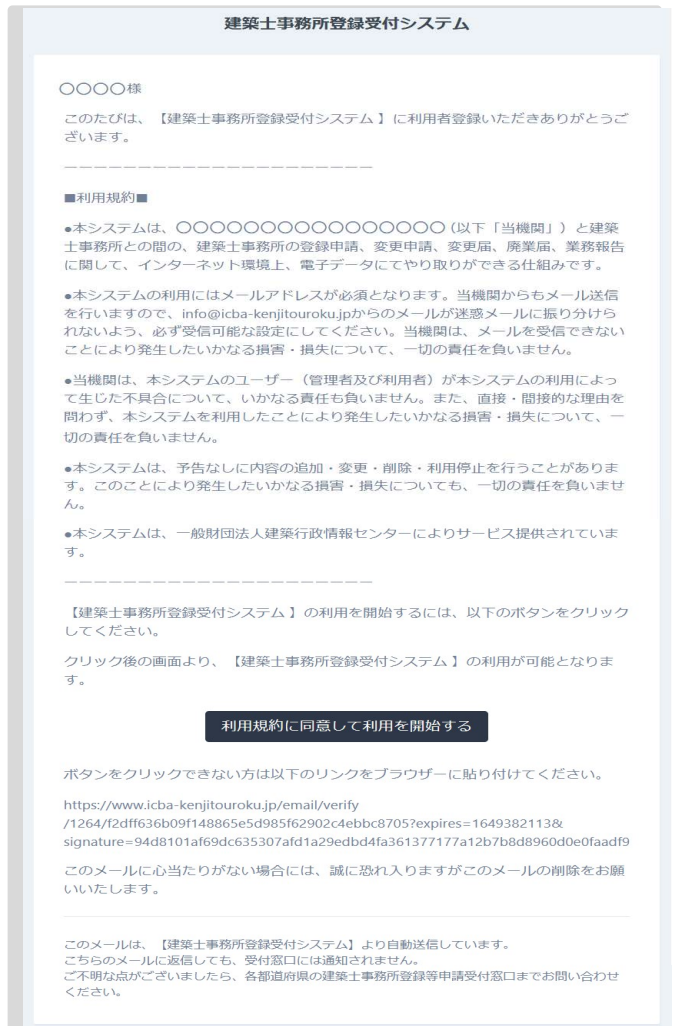 建築士事務所登録受付システム
〇〇〇〇様
このたびは、【建築士事務所登録受付システム 】に利用者登録いただきありがとうご
ざいます。
―――――――――――――――――――――
■利用規約■
●本システムは、〇〇〇〇〇〇〇〇〇〇〇〇〇〇〇〇(以下「当機関」）と建築
士事務所との間の、建築士事務所の登録申請、変更申請、変更届、廃業届、業務報告
に関して、インターネット環境上、電子データにてやり取りができる仕組みです。
●本システムの利用にはメールアドレスが必須となります。当機関からもメール送信
を行いますので、info@icba-kenjitouroku.jpからのメールが迷惑メールに振り分けら
れないよう、必ず受信可能な設定にしてください。当機関は、メールを受信できない
ことにより発生したいかなる損害・損失について、一切の責任を負いません。
●当機関は、本システムのユーザー（管理者及び利用者）が本システムの利用によっ
て生じた不具合について、いかなる責任も負いません。また、直接・間接的な理由を
問わず、本システムを利用したことにより発生したいかなる損害・損失について、一
切の責任を負いません。
●本システムは、予告なしに内容の追加・変更・削除・利用停止を行うことがありま
す。このことにより発生したいかなる損害・損失についても、一切の責任を負いませ
ん。
●本システムは、一般財団法人建築行政情報センターによりサービス提供されていま
す。
―――――――――――――――――――――
【建築士事務所登録受付システム 】の利用を開始するには、以下のボタンをクリック
してください。
クリック後の画面より、【建築士事務所登録受付システム 】の利用が可能となりま
す。
利用規約に同意して利用を開始する
ボタンをクリックできない方は以下のリンクをブラウザーに貼り付けてください。
https://www.icba-kenjitouroku.jp/email/verify
/1264/f2dff636b09f148865e5d985f62902c4ebbc8705?expires=1649382113&
signature=94d8101af69dc635307afd1a29edbd4fa361377177a12b7b8d8960d0e0faadf9
このメールに心当たりがない場合には、誠に恐れ入りますがこのメールの削除をお願
いいたします。
このメールは、【建築士事務所登録受付システム】より自動送信しています。
こちらのメールに返信しても、受付窓口には通知されません。
ご不明な点がございましたら、各都道府県の建築士事務所登録等申請受付窓口までお問い合わせ
ください。